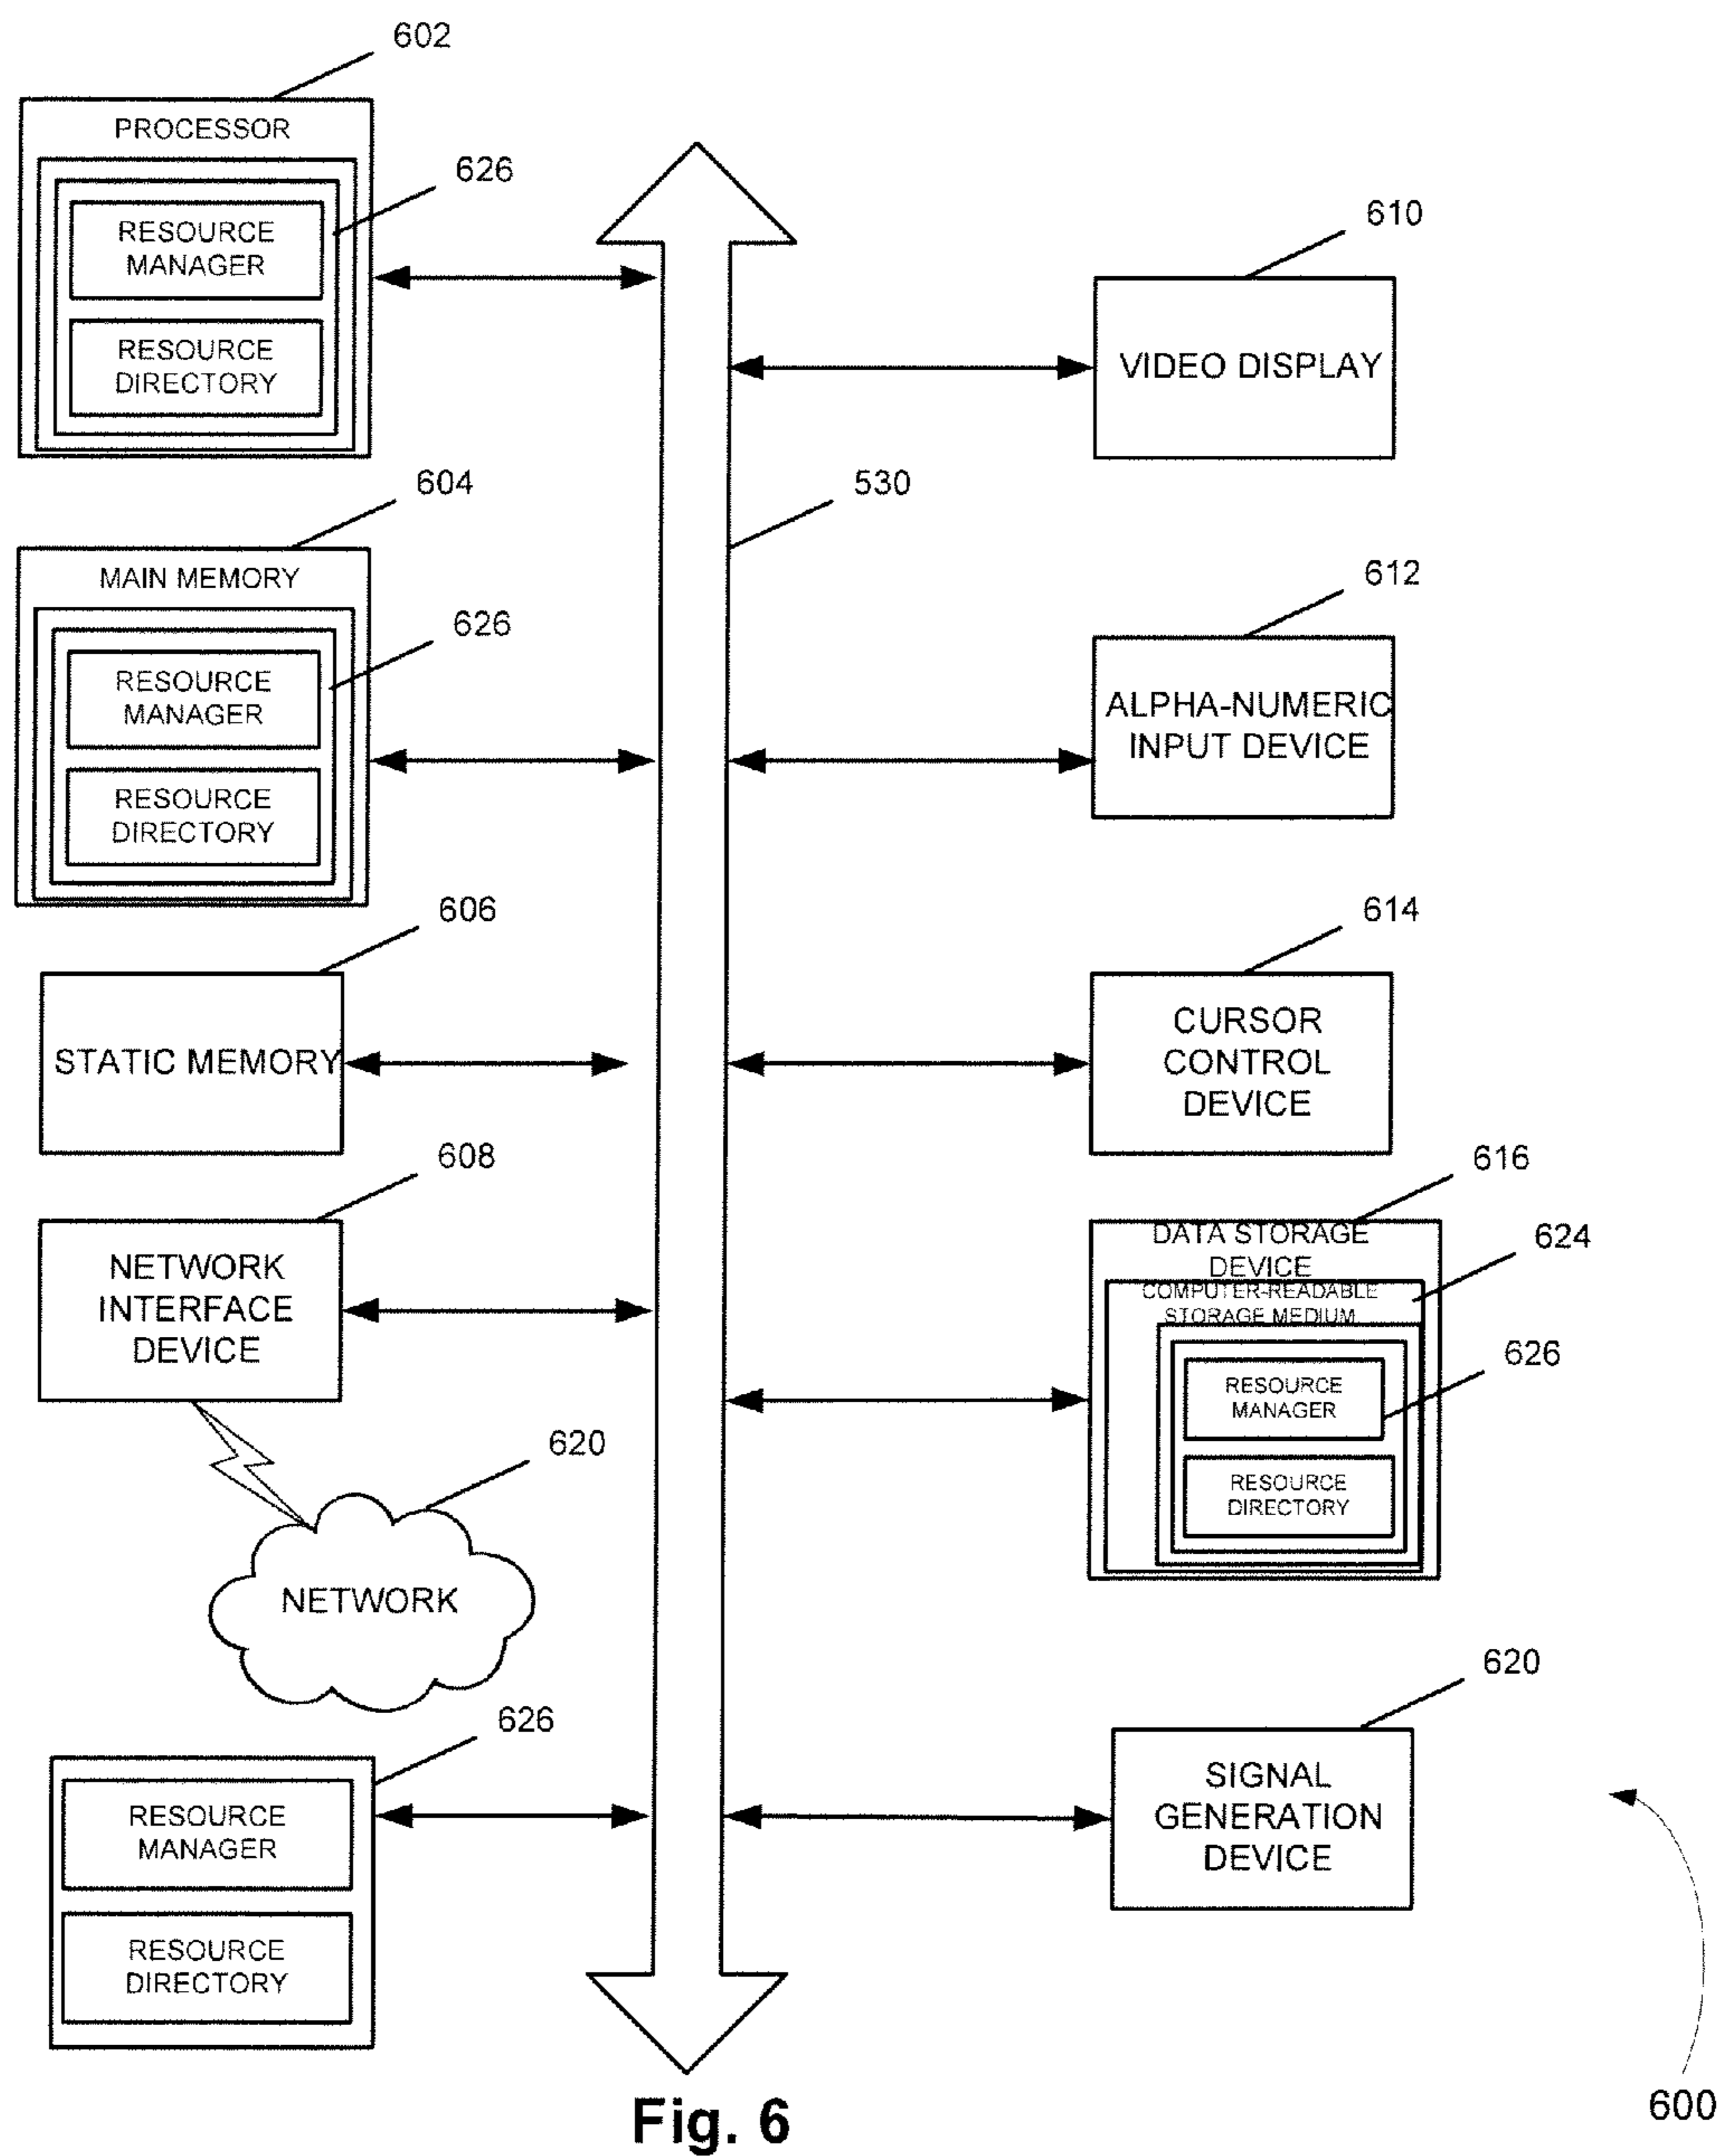 602
PROCESSOR
626
RESOURCE
MANAGER
RESOURCE
DIRECTORY
604
MAIN MEMORY
626
RESOURCE
MANAGER
RESOURCE
DIRECTORY
606
STATIC MEMORY
608
NETWORK
INTERFACE
DEVICE
620
NETWORK
626
RESOURCE
MANAGER
RESOURCE
DIRECTORY
530
610
VIDEO DISPLAY
612
ALPHA-NUMERIC
INPUT DEVICE
614
CURSOR
CONTROL
DEVICE
616
DATA STORAGE
DEVICE
624
COMPUTER-READABLE
STORAGE MEDIUM
626
RESOURCE
MANAGER
RESOURCE
DIRECTORY
620
SIGNAL
GENERATION
DEVICE
600
Fig. 6